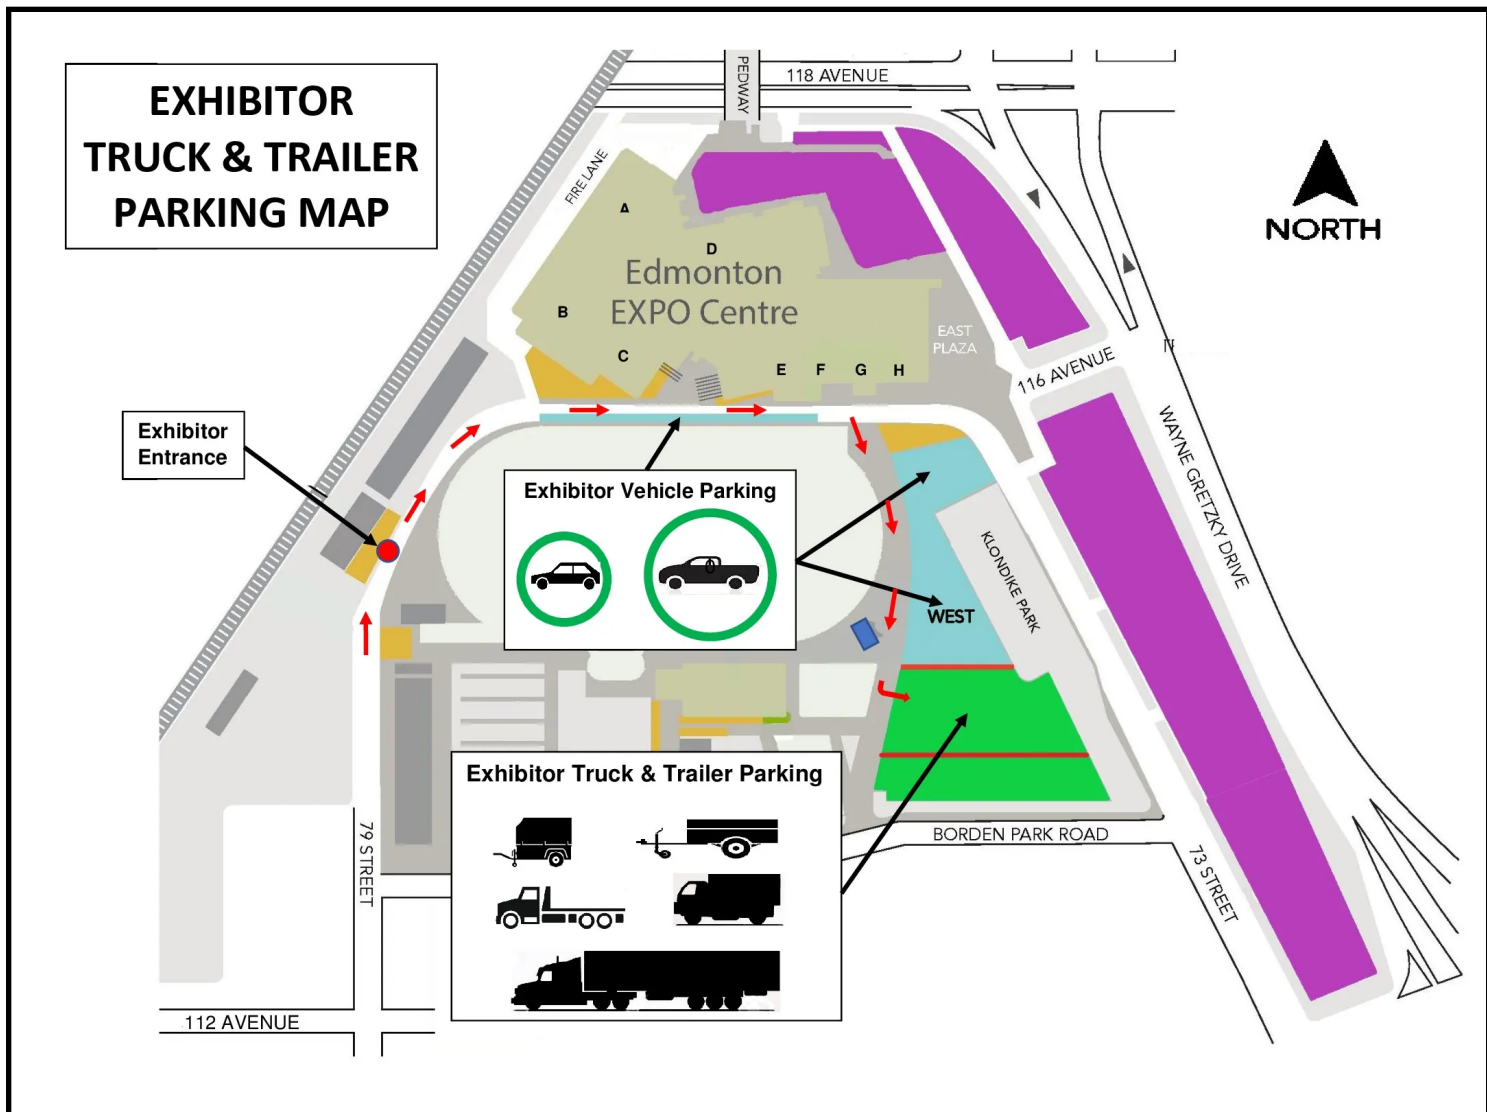 EXHIBITOR
TRUCK & TRAILER
PARKING MAP
PEDWAY
118 AVENUE
FIRE LANE
NORTH
A
D
Edmonton
EXPO Centre
B
C
E F G H
EAST
PLAZA
116 AVENUE
WAYNE GRETZKY DRIVE
Exhibitor
Entrance
Exhibitor Vehicle Parking
KLONDIKE PARK
WEST
Exhibitor Truck & Trailer Parking
79 STREET
BORDEN PARK ROAD
73 STREET
112 AVENUE